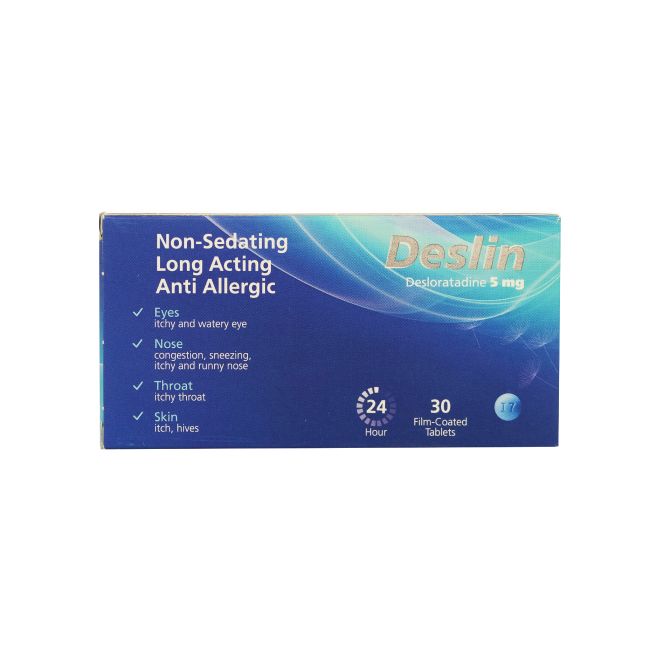 Non-Sedating
Long Acting
Anti Allergic
Eyes
itchy and watery eye
Nose
congestion, sneezing,
itchy and runny nose
Throat
itchy throat
Skin
itch, hives
Deslin
Desloratadine 5 mg
24
Hour
30
Film-Coated
Tablets
I7